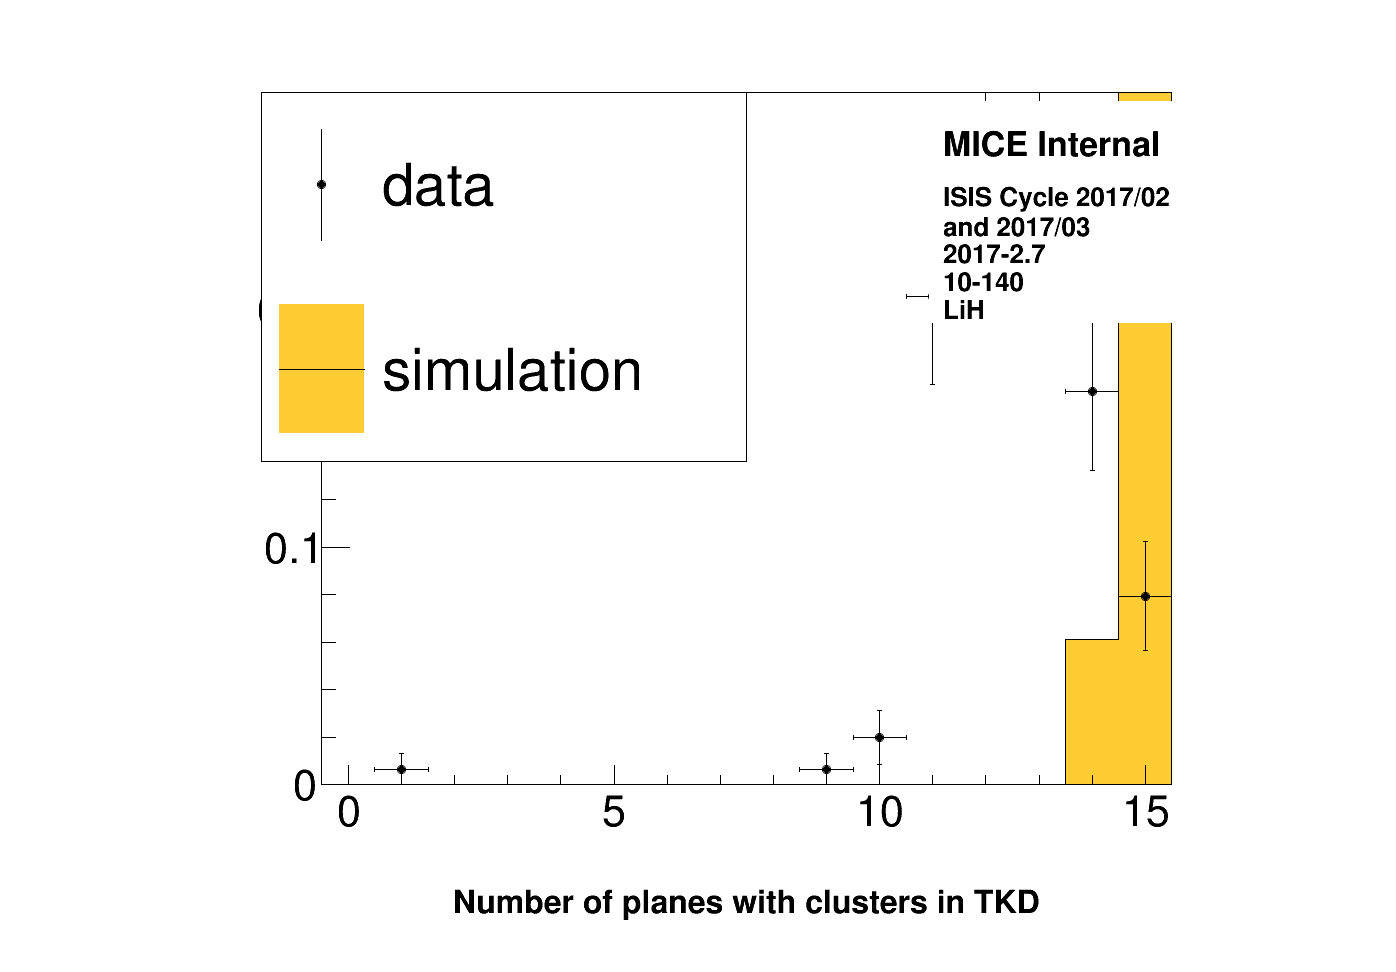 MICE Internal
data
ISIS Cycle 2017/02
and 2017/03
2017-2.7
10-140
LiH
simulation
0.1
0
0 5 10 15
Number of planes with clusters in TKD